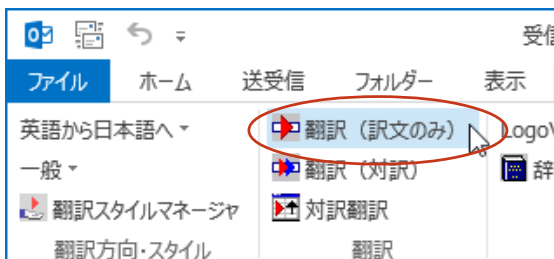 受信
ファイル ホーム 送受信 フォルダー 表示
英語から日本語へ 翻訳（訳文のみ） LogoV
一般 翻訳（対訳） 辞
翻訳スタイルマネージャ 対訳翻訳
翻訳方向・スタイル 翻訳